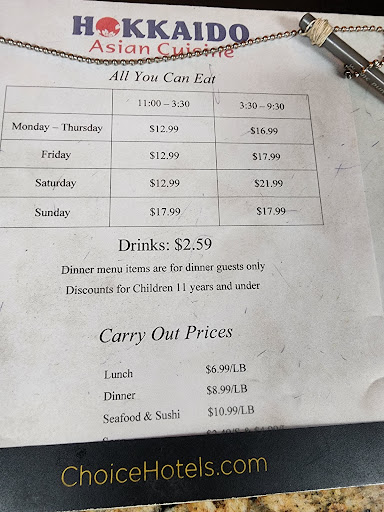 HOKKAIDO
Asian Cuisine
All You Can Eat
11:00 – 3:30 3:30 – 9:30
Monday – Thursday $12.99 $16.99
Friday $12.99 $17.99
Saturday $12.99 $21.99
Sunday $17.99 $17.99
Drinks: $2.59
Dinner menu items are for dinner guests only
Discounts for Children 11 years and under
Carry Out Prices
Lunch $6.99/LB
Dinner $8.99/LB
Seafood & Sushi $10.99/LB
ChoiceHotels.com